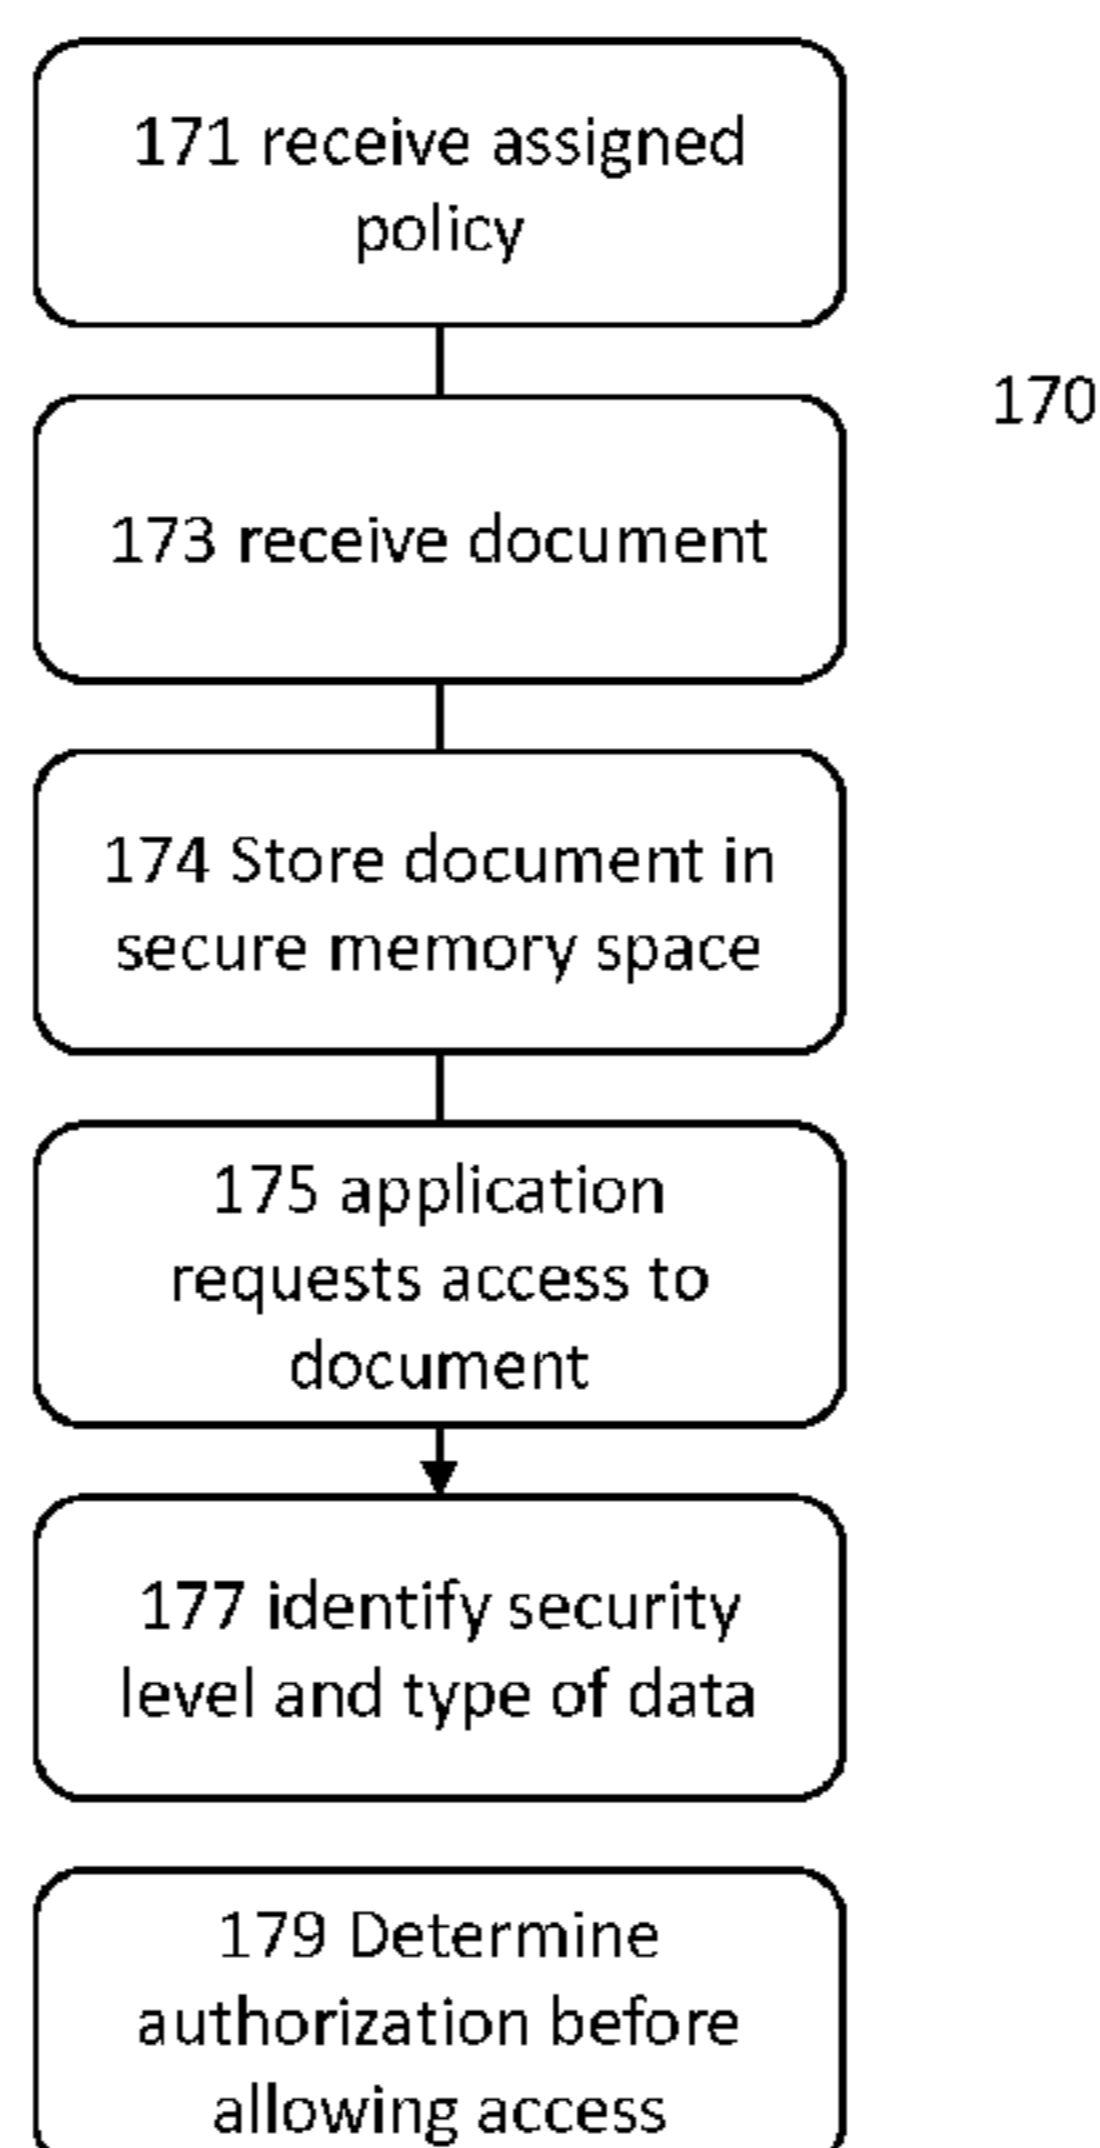 171 receive assigned
policy
170
173 receive document
174 Store document in
secure memory space
175 application
requests access to
document
177 identify security
level and type of data
179 Determine
authorization before
allowing access